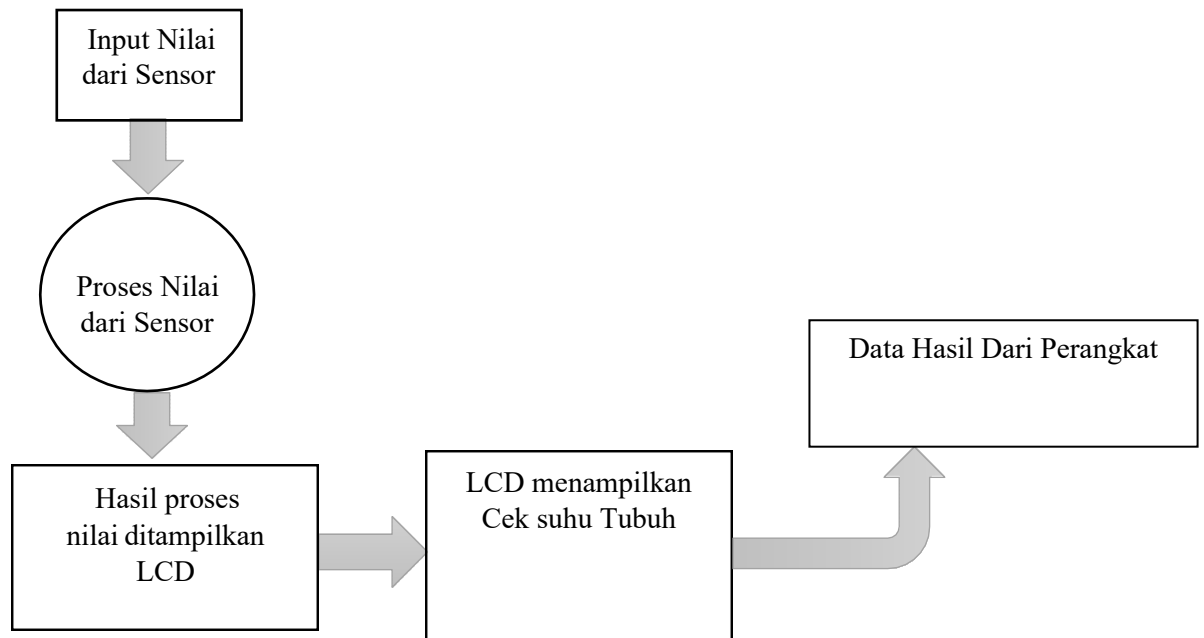 Input Nilai
dari Sensor
Proses Nilai
dari Sensor
Hasil proses
nilai ditampilkan
LCD
LCD menampilkan
Cek suhu Tubuh
Data Hasil Dari Perangkat